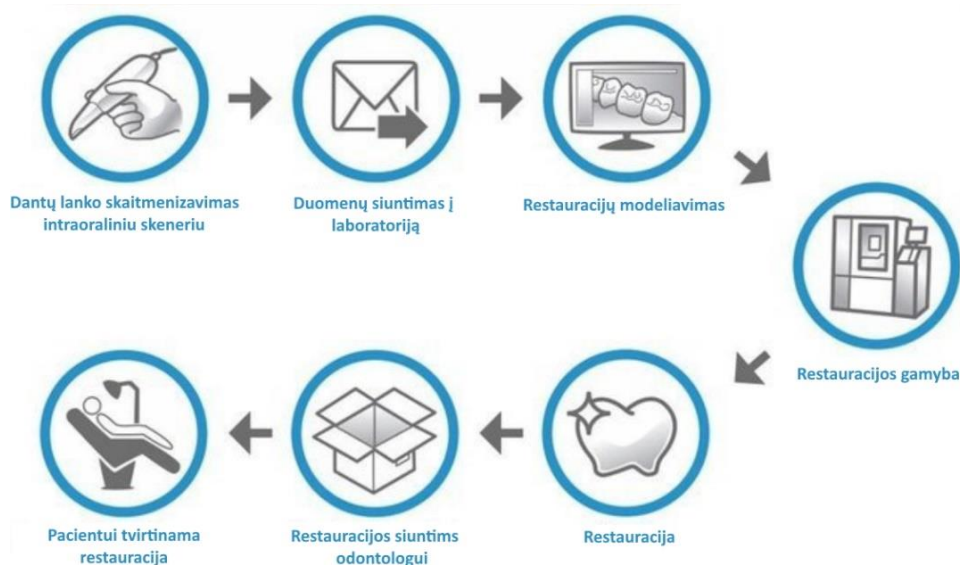 Dantų lanko skaitmenizavimas
intraoraliniu skeneriu
Duomenų siuntimas į
laboratoriją
Restauracijų modeliavimas
Restauracijos gamyba
Restauracija
Restauracijos siuntims
odontologui
Pacientui tvirtinama
restauracija